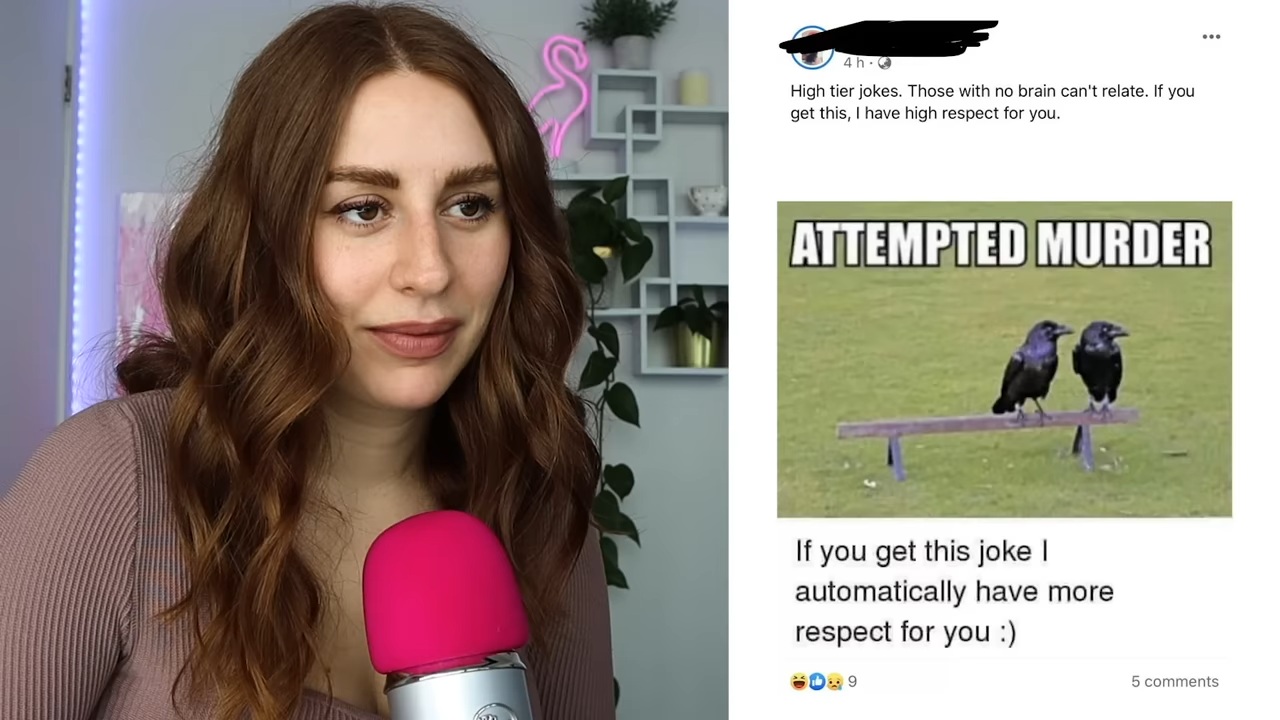 4 h ·
High tier jokes. Those with no brain can't relate. If you
get this, I have high respect for you.
ATTEMPTED MURDER
If you get this joke I
automatically have more
respect for you :)
9
5 comments